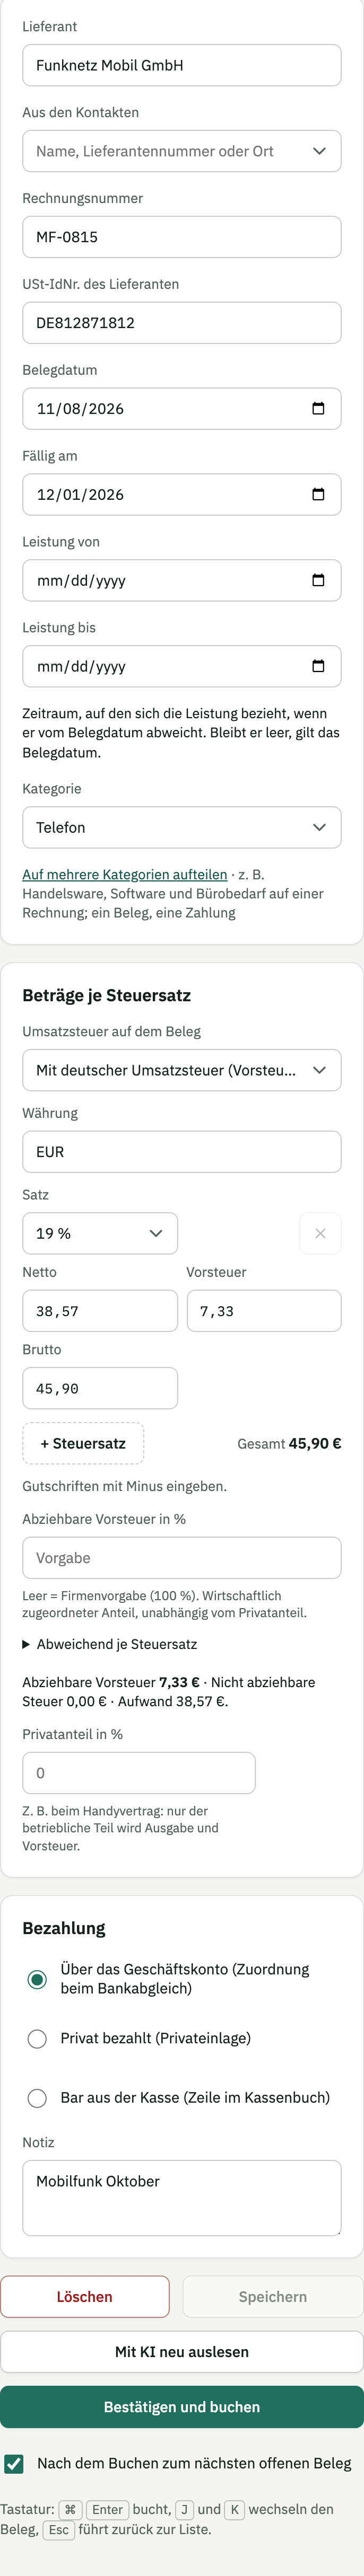 Lieferant
Funknetz Mobil GmbH
Aus den Kontakten
Name, Lieferantennummer oder Ort
Rechnungsnummer
MF-0815
USt-IdNr. des Lieferanten
DE812871812
Belegdatum
11/08/2026
Fällig am
12/01/2026
Leistung von
mm/dd/yyyy
Leistung bis
mm/dd/yyyy
Zeitraum, auf den sich die Leistung bezieht, wenn
er vom Belegdatum abweicht. Bleibt er leer, gilt das
Belegdatum.
Kategorie
Telefon
Auf mehrere Kategorien aufteilen · z. B.
Handelsware, Software und Bürobedarf auf einer
Rechnung; ein Beleg, eine Zahlung
Beträge je Steuersatz
Umsatzsteuer auf dem Beleg
Mit deutscher Umsatzsteuer (Vorsteu...
Währung
EUR
Satz
19 %
Netto Vorsteuer
38,57 7,33
Brutto
45,90
+ Steuersatz Gesamt 45,90 €
Gutschriften mit Minus eingeben.
Abziehbare Vorsteuer in %
Vorgabe
Leer = Firmenvorgabe (100 %). Wirtschaftlich
zugeordneter Anteil, unabhängig vom Privatanteil.
Abweichend je Steuersatz
Abziehbare Vorsteuer 7,33 € · Nicht abziehbare
Steuer 0,00 € · Aufwand 38,57 €.
Privatanteil in %
0
Z. B. beim Handyvertrag: nur der
betriebliche Teil wird Ausgabe und
Vorsteuer.
Bezahlung
Über das Geschäftskonto (Zuordnung
beim Bankabgleich)
Privat bezahlt (Privateinlage)
Bar aus der Kasse (Zeile im Kassenbuch)
Notiz
Mobilfunk Oktober
Löschen Speichern
Mit KI neu auslesen
Bestätigen und buchen
Nach dem Buchen zum nächsten offenen Beleg
Tastatur: ⌘ Enter bucht, J und K wechseln den
Beleg, Esc führt zurück zur Liste.